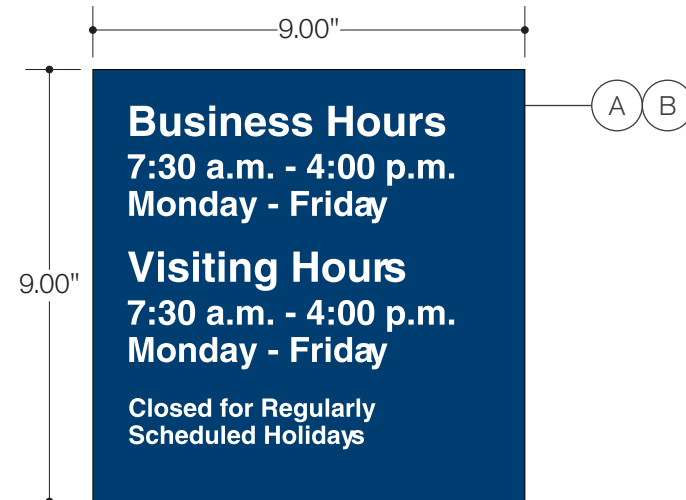 9.00"
A B
Business Hours
7:30 a.m. - 4:00 p.m.
Monday - Friday
Visiting Hours
9.00"
7:30 a.m. - 4:00 p.m.
Monday - Friday
Closed for Regularly
Scheduled Holidays